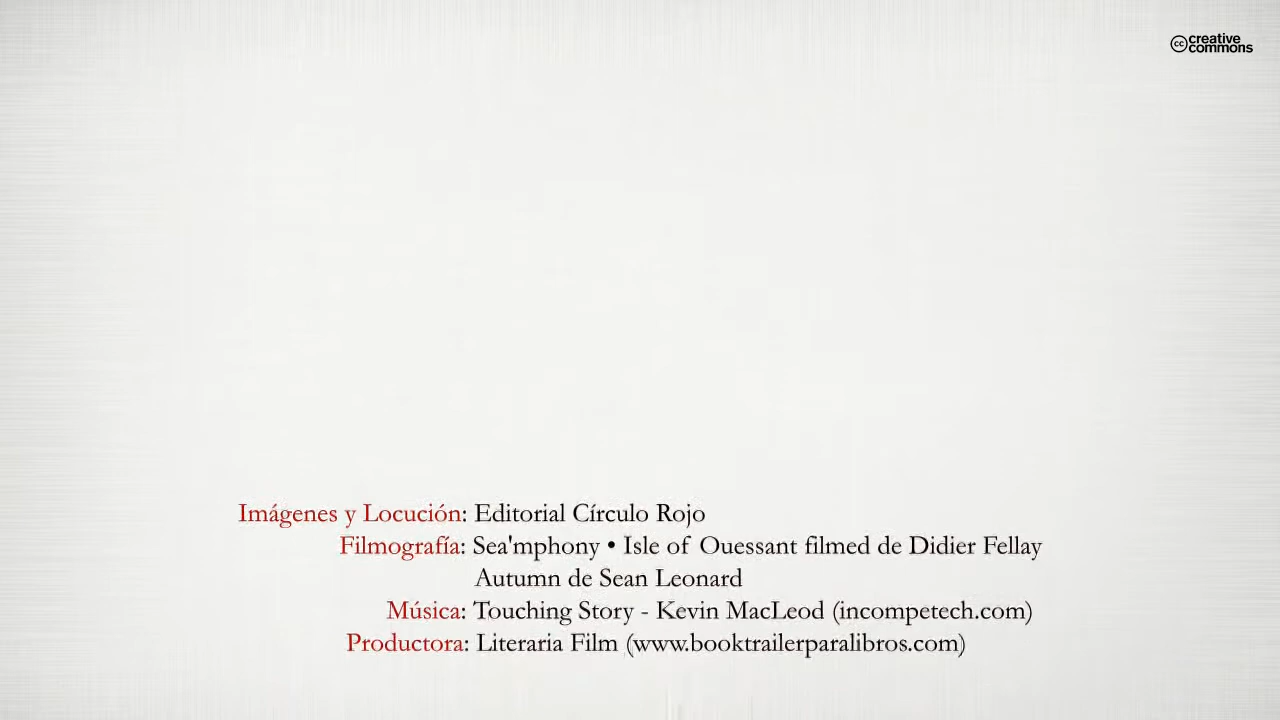 cc creative
commons
Imágenes y Locución: Editorial Círculo Rojo
Filmografía: Sea'mphony • Isle of Ouessant filmed de Didier Fellay
Autumn de Sean Leonard
Música: Touching Story - Kevin MacLeod (incompetech.com)
Productora: Literaria Film (www.booktrailerparalibros.com)